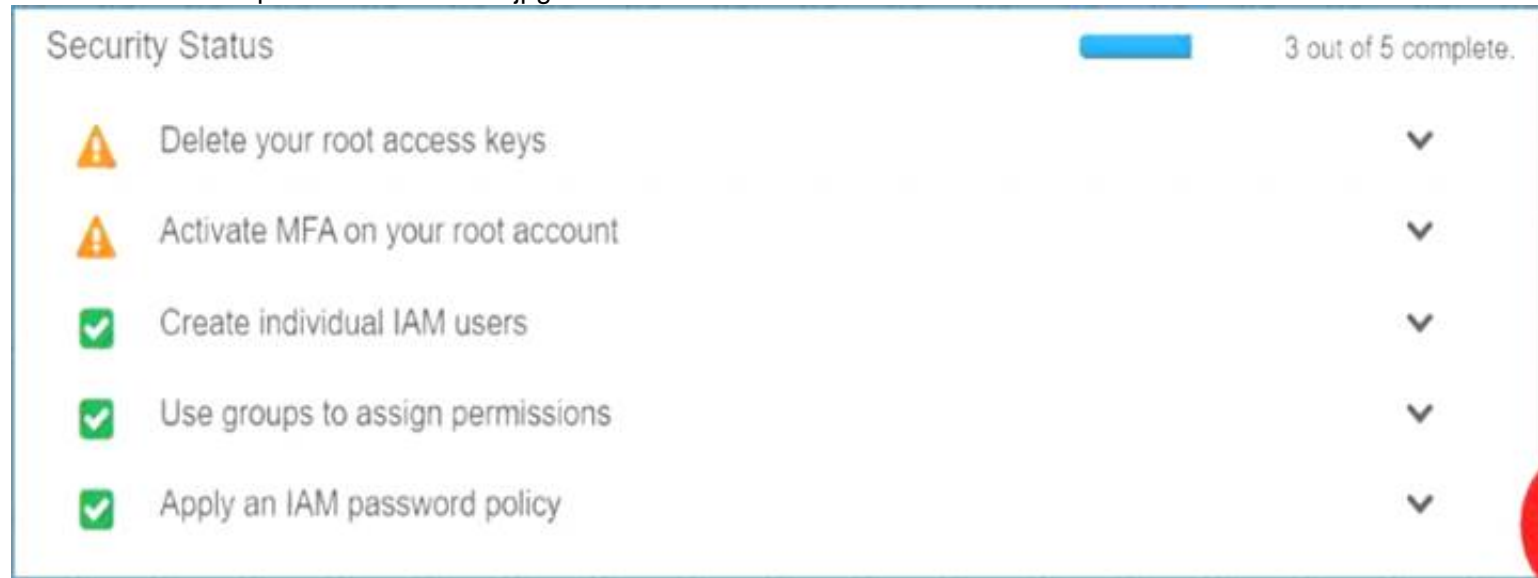 Security Status
3 out of 5 complete.
Delete your root access keys
Activate MFA on your root account
Create individual IAM users
Use groups to assign permissions
Apply an IAM password policy